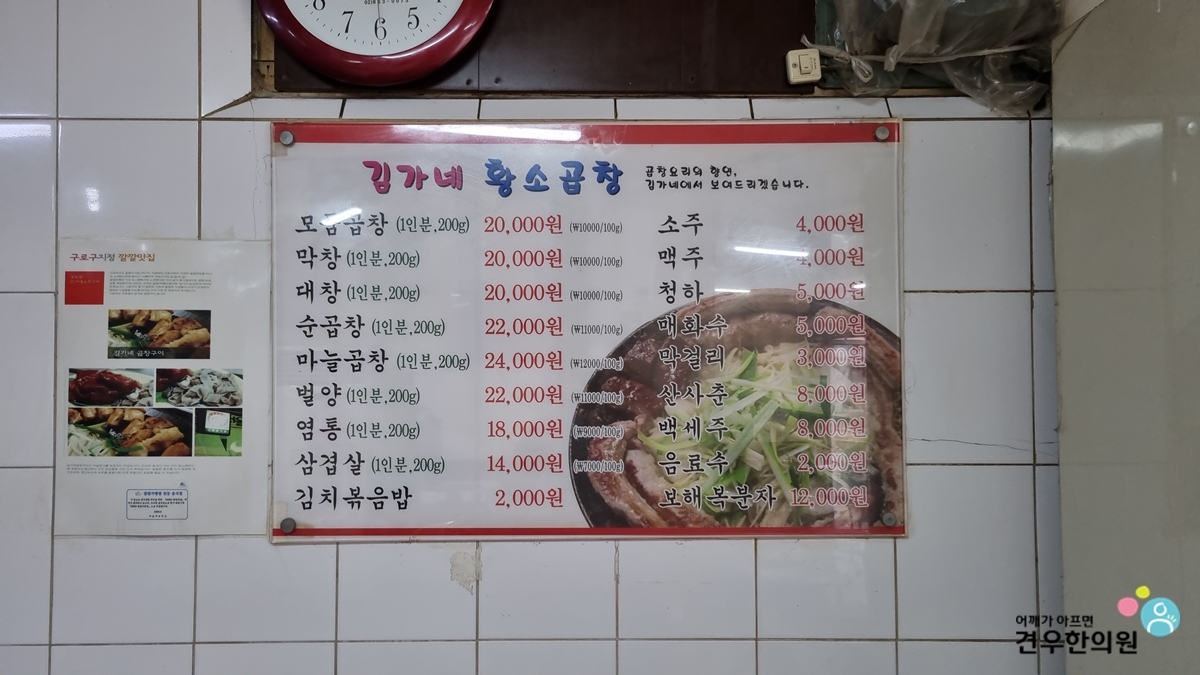 8 7 6 5
김가네 황소곱창
곱창요리의 향연,
김가네에서 보여드리겠습니다.
모듬곱창 (1인분,200g) 20,000원 (₩10000/100g)
막창 (1인분,200g) 20,000원 (₩10000/100g)
대창 (1인분,200g) 20,000원 (₩10000/100g)
순곱창 (1인분,200g) 22,000원 (₩11000/100g)
마늘곱창 (1인분,200g) 24,000원 (₩12000/100g)
벌양 (1인분,200g) 22,000원 (₩11000/100g)
염통 (1인분,200g) 18,000원 (₩9000/100g)
삼겹살 (1인분,200g) 14,000원 (₩7000/100g)
김치볶음밥 2,000원
소주 4,000원
맥주 4,000원
청하 5,000원
매화수 5,000원
막걸리 3,000원
산사춘 8,000원
백세주 8,000원
음료수 2,000원
보해복분자 12,000원
구로구지정 깔깔맛집
김가네 곱창구이
어깨가 아프면
견우한의원